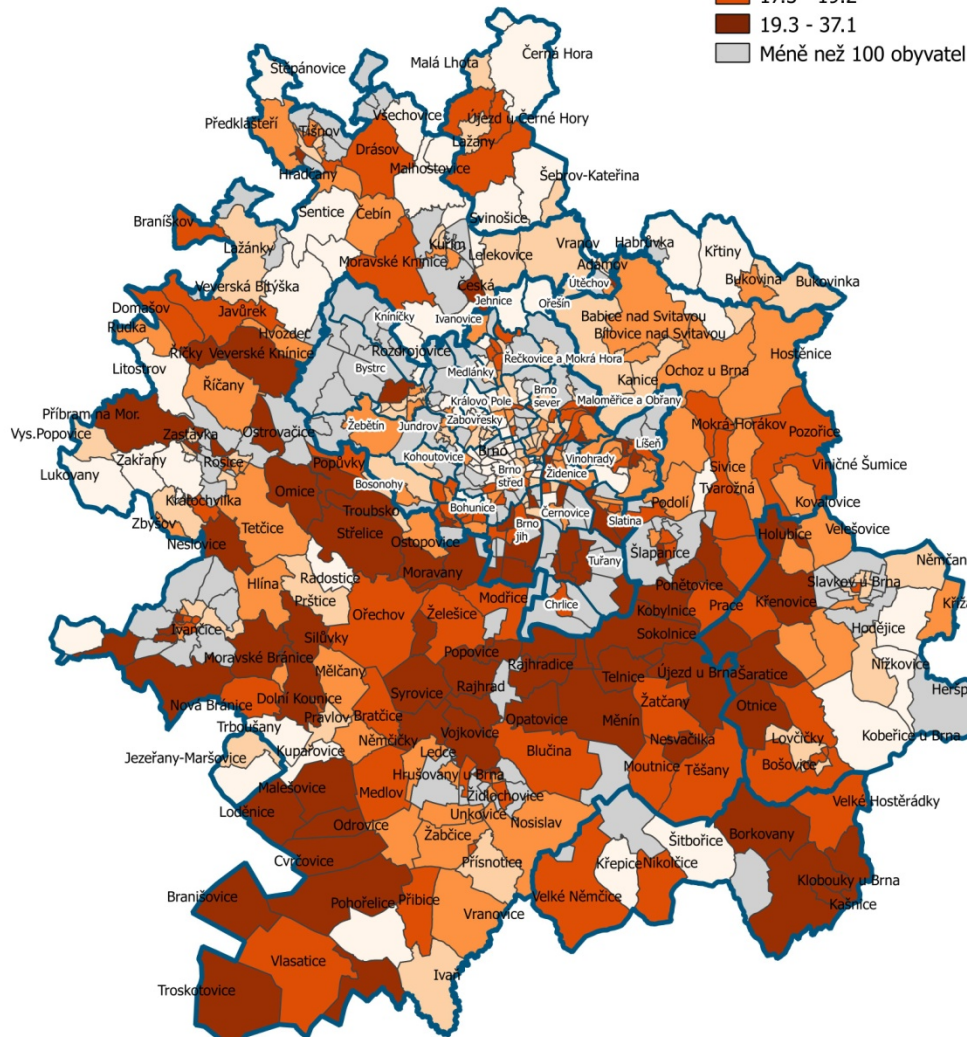 17.3 - 19.2
19.3 - 37.1
Méně než 100 obyvatel
Černá Hora
Malá Lhota
Štěpánovice
Všechovice
Předklášteří
Tišnov
Újezd u Černé Hory
Lažany
Drásov
Malhostovice
Hradčany
Šebrov-Kateřina
Sentice
Čebín
Svinošice
Braníškov
Kuřim
Lelekovice
Vranov
Habrůvka
Křtiny
Lažánky
Moravské Knínice
Adamov
Bukovina
Bukovinka
Veverská Bítýška
Česká
Útěchov
Jehnice
Ořešín
Domašov
Javůrek
Kníničky
Ivanovice
Babice nad Svitavou
Rudka
Hvozdec
Bílovice nad Svitavou
Říčky
Veverské Knínice
Rozdrojovice
Řečkovice a Mokrá Hora
Hostěnice
Litostrov
Bystrc
Medlánky
Kanice
Ochoz u Brna
Říčany
Královo Pole
Brno
sever
Maloměřice a Obřany
Příbram na Mor.
Žabovřesky
Žebětín
Jundrov
Mokrá-Horákov
Pozořice
Vys.Popovice
Zastávka
Ostrovačice
Líšeň
Zakřany
Rosice
Popůvky
Kohoutovice
Brno
Vinohrady
Sivice
Viničné Šumice
Lukovany
Omice
Bosonohy
Brno
střed
Židenice
Tvarožná
Kratochvilka
Podolí
Kovalovice
Zbýšov
Troubsko
Bohunice
Černovice
Slatina
Tetčice
Střelice
Brno
jih
Holubice
Velešovice
Neslovice
Ostopovice
Tuřany
Šlapanice
Němčan
Hlína
Radostice
Moravany
Ponětovice
Slavkov u Brna
Prštice
Modřice
Chrlice
Kobylnice
Prace
Křenovice
Křiž
Ořechov
Želešice
Ivančice
Silůvky
Sokolnice
Hodějice
Moravské Bránice
Popovice
Rajhradice
Nížkovice
Mělčany
Telnice
Újezd u Brna
Šaratice
Heršp
Syrovice
Rajhrad
Nová Bránice
Dolní Kounice
Žatčany
Otnice
Pravlov
Bratčice
Opatovice
Měnín
Trboušany
Vojkovice
Kobeřice u Brna
Němčičky
Nesvačilka
Lovčičky
Kupařovice
Ledce
Blučina
Jezeřany-Maršovice
Moutnice
Těšany
Bošovice
Hrušovany u Brna
Malešovice
Medlov
Židlochovice
Loděnice
Velké Hostěrádky
Unkovice
Odrovice
Nosislav
Žabčice
Šitbořice
Borkovany
Cvrčovice
Přísnotice
Křepice
Nikolčice
Klobouky u Brna
Branišovice
Pohořelice
Přibice
Velké Němčice
Kašnice
Vranovice
Vlasatice
Ivaň
Troskotovice